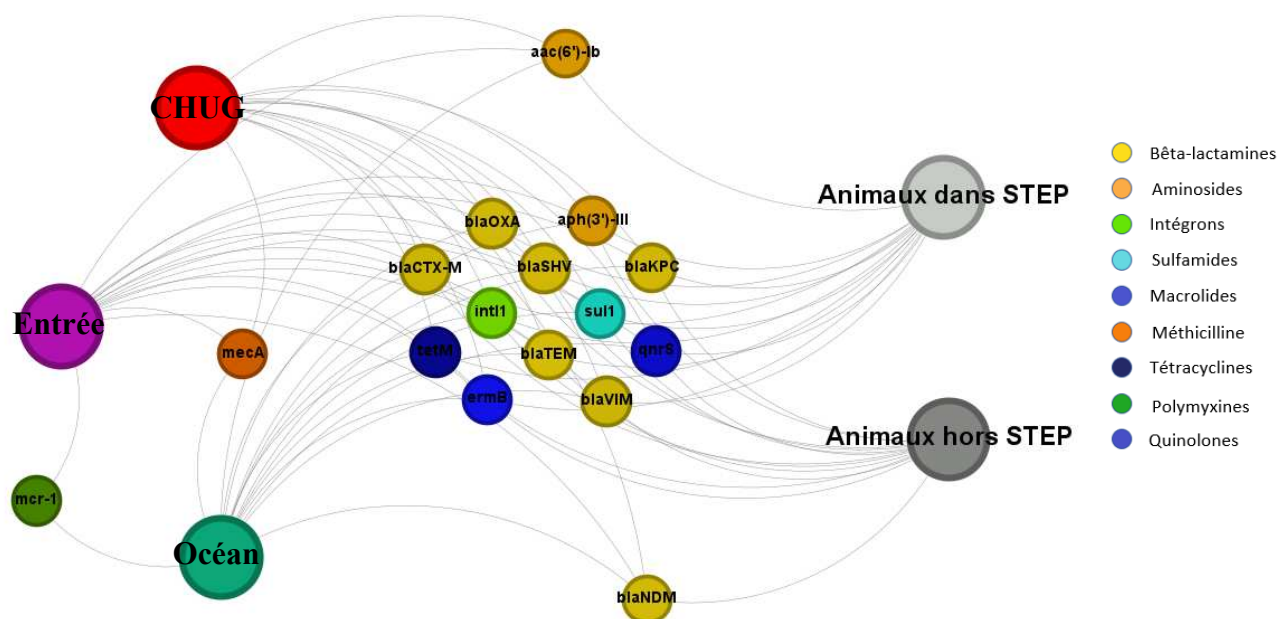 aac(6')-Ib
CHUG
Animaux dans STEP
blaOXA
aph(3')-III
blaCTX-M
blaSHV
blaKPC
intI1
sul1
Entrée
mecA
tetM
blaTEM
qnrS
ermB
blaVIM
Animaux hors STEP
mcr-1
Océan
blaNDM
Bêta-lactamines
Aminosides
Intégrons
Sulfamides
Macrolides
Méthicilline
Tétracyclines
Polymyxines
Quinolones